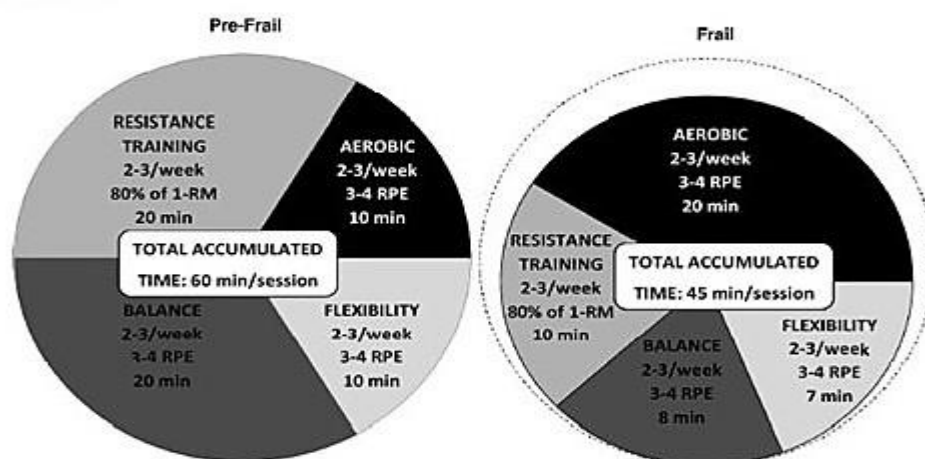 Pre-Frail
RESISTANCE
TRAINING
2-3/week
80% of 1-RM
20 min
AEROBIC
2-3/week
3-4 RPE
10 min
TOTAL ACCUMULATED
TIME: 60 min/session
BALANCE
2-3/week
3-4 RPE
20 min
FLEXIBILITY
2-3/week
3-4 RPE
10 min
Frail
AEROBIC
2-3/week
3-4 RPE
20 min
RESISTANCE
TRAINING
2-3/week
80% of 1-RM
10 min
TOTAL ACCUMULATED
TIME: 45 min/session
BALANCE
2-3/week
3-4 RPE
8 min
FLEXIBILITY
2-3/week
3-4 RPE
7 min